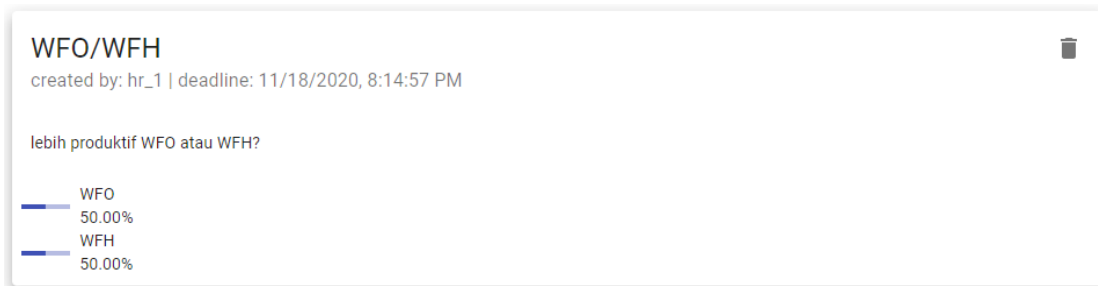 WFO/WFH
created by: hr_1 | deadline: 11/18/2020, 8:14:57 PM
lebih produktif WFO atau WFH?
WFO
50.00%
WFH
50.00%